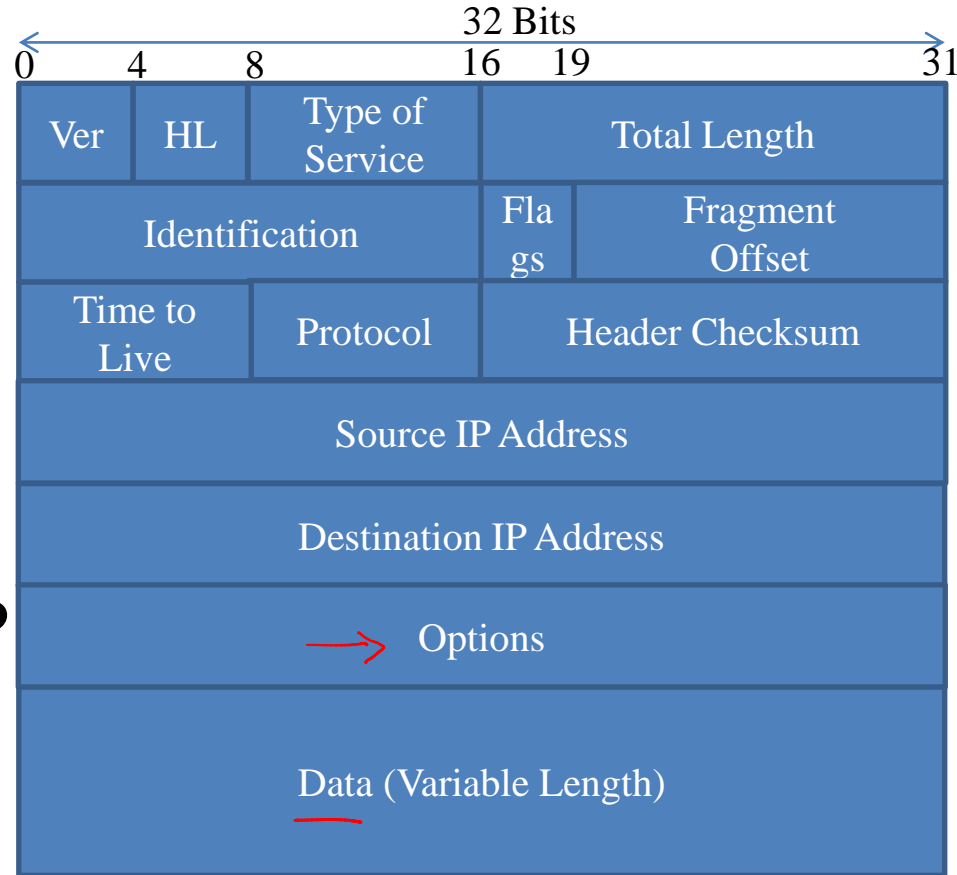 32 Bits
0 4 8 16 19 31
Ver HL Type of Service Total Length
Identification Fla gs Fragment Offset
Time to Live Protocol Header Checksum
Source IP Address
Destination IP Address
Options
Data (Variable Length)